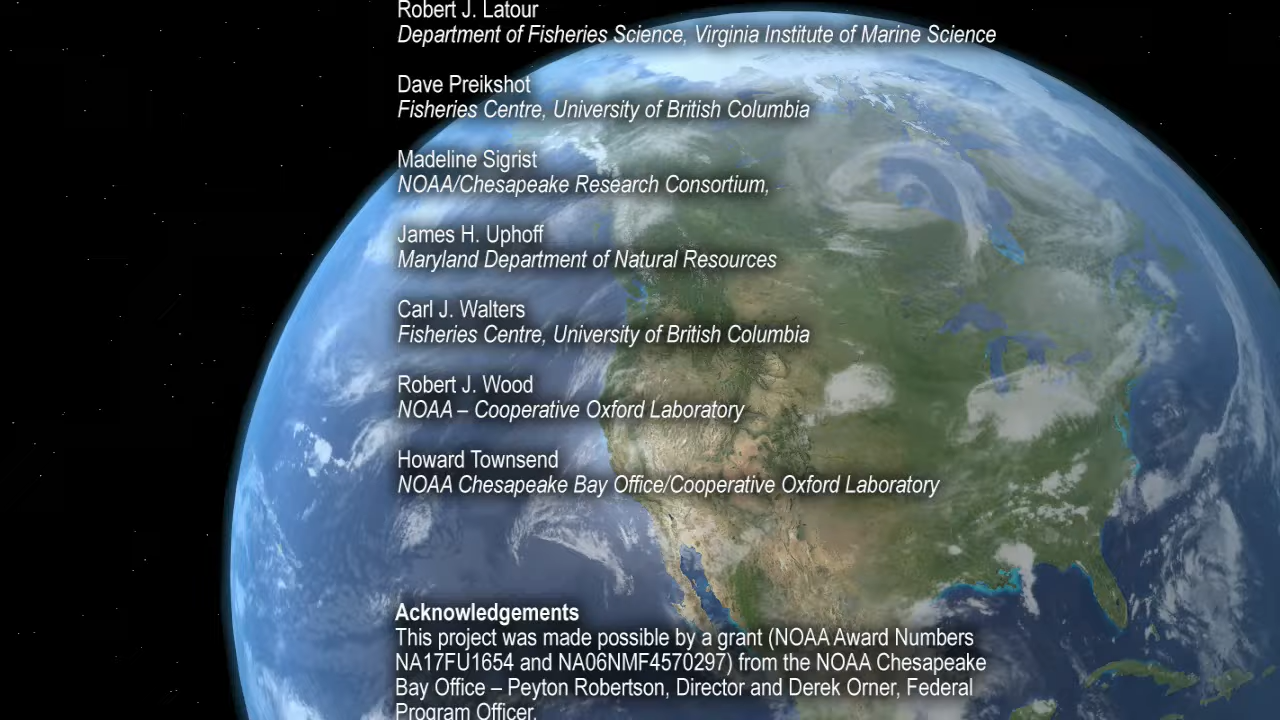 Robert J. Latour
Department of Fisheries Science, Virginia Institute of Marine Science
Dave Preikshot
Fisheries Centre, University of British Columbia
Madeline Sigrist
NOAA/Chesapeake Research Consortium,
James H. Uphoff
Maryland Department of Natural Resources
Carl J. Walters
Fisheries Centre, University of British Columbia
Robert J. Wood
NOAA – Cooperative Oxford Laboratory
Howard Townsend
NOAA Chesapeake Bay Office/Cooperative Oxford Laboratory
Acknowledgements
This project was made possible by a grant (NOAA Award Numbers
NA17FU1654 and NA06NMF4570297) from the NOAA Chesapeake
Bay Office – Peyton Robertson, Director and Derek Orner, Federal
Program Officer.